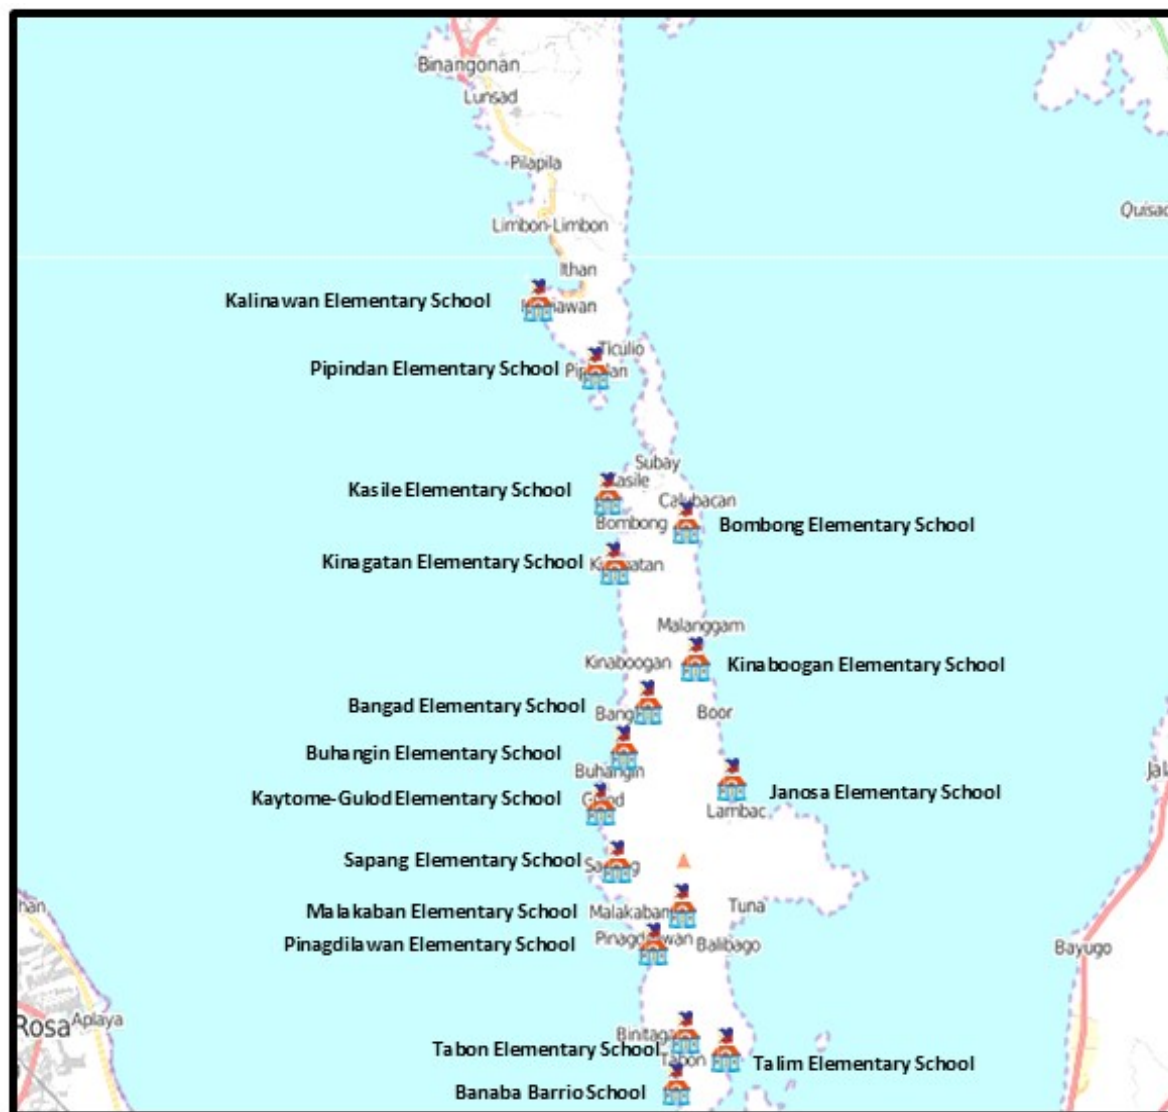 Binangonan
Lunsad
Pilapila
Quisao
Limbon-Limbon
Ithan
Kalinawan Elementary School
Ticulio
Pipindan Elementary School
Subay
Kasile Elementary School
Calubacan
Bombong
Bombong Elementary School
Kinagatan Elementary School
Malanggam
Kinaboogan
Kinaboogan Elementary School
Bangad Elementary School
Boor
Buhangin Elementary School
Buhangin
Kaytome-Gulod Elementary School
Janosa Elementary School
Lambac
Sapang Elementary School
Malakaban Elementary School
Malakaban
Tuna
Pinagdilawan Elementary School
Balibago
Bayugo
Rosa
Aplaya
Tabon Elementary School
Tabon
Talim Elementary School
Banaba Barrio School